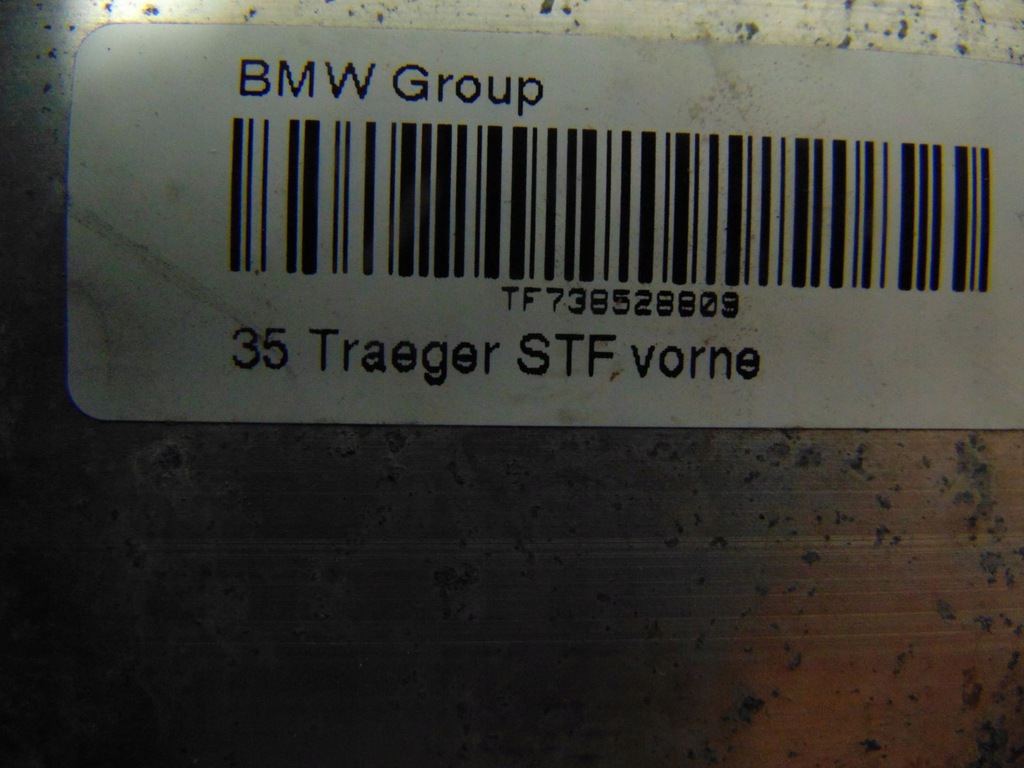 BMW Group
TF738528809
35 Traeger STF vorne